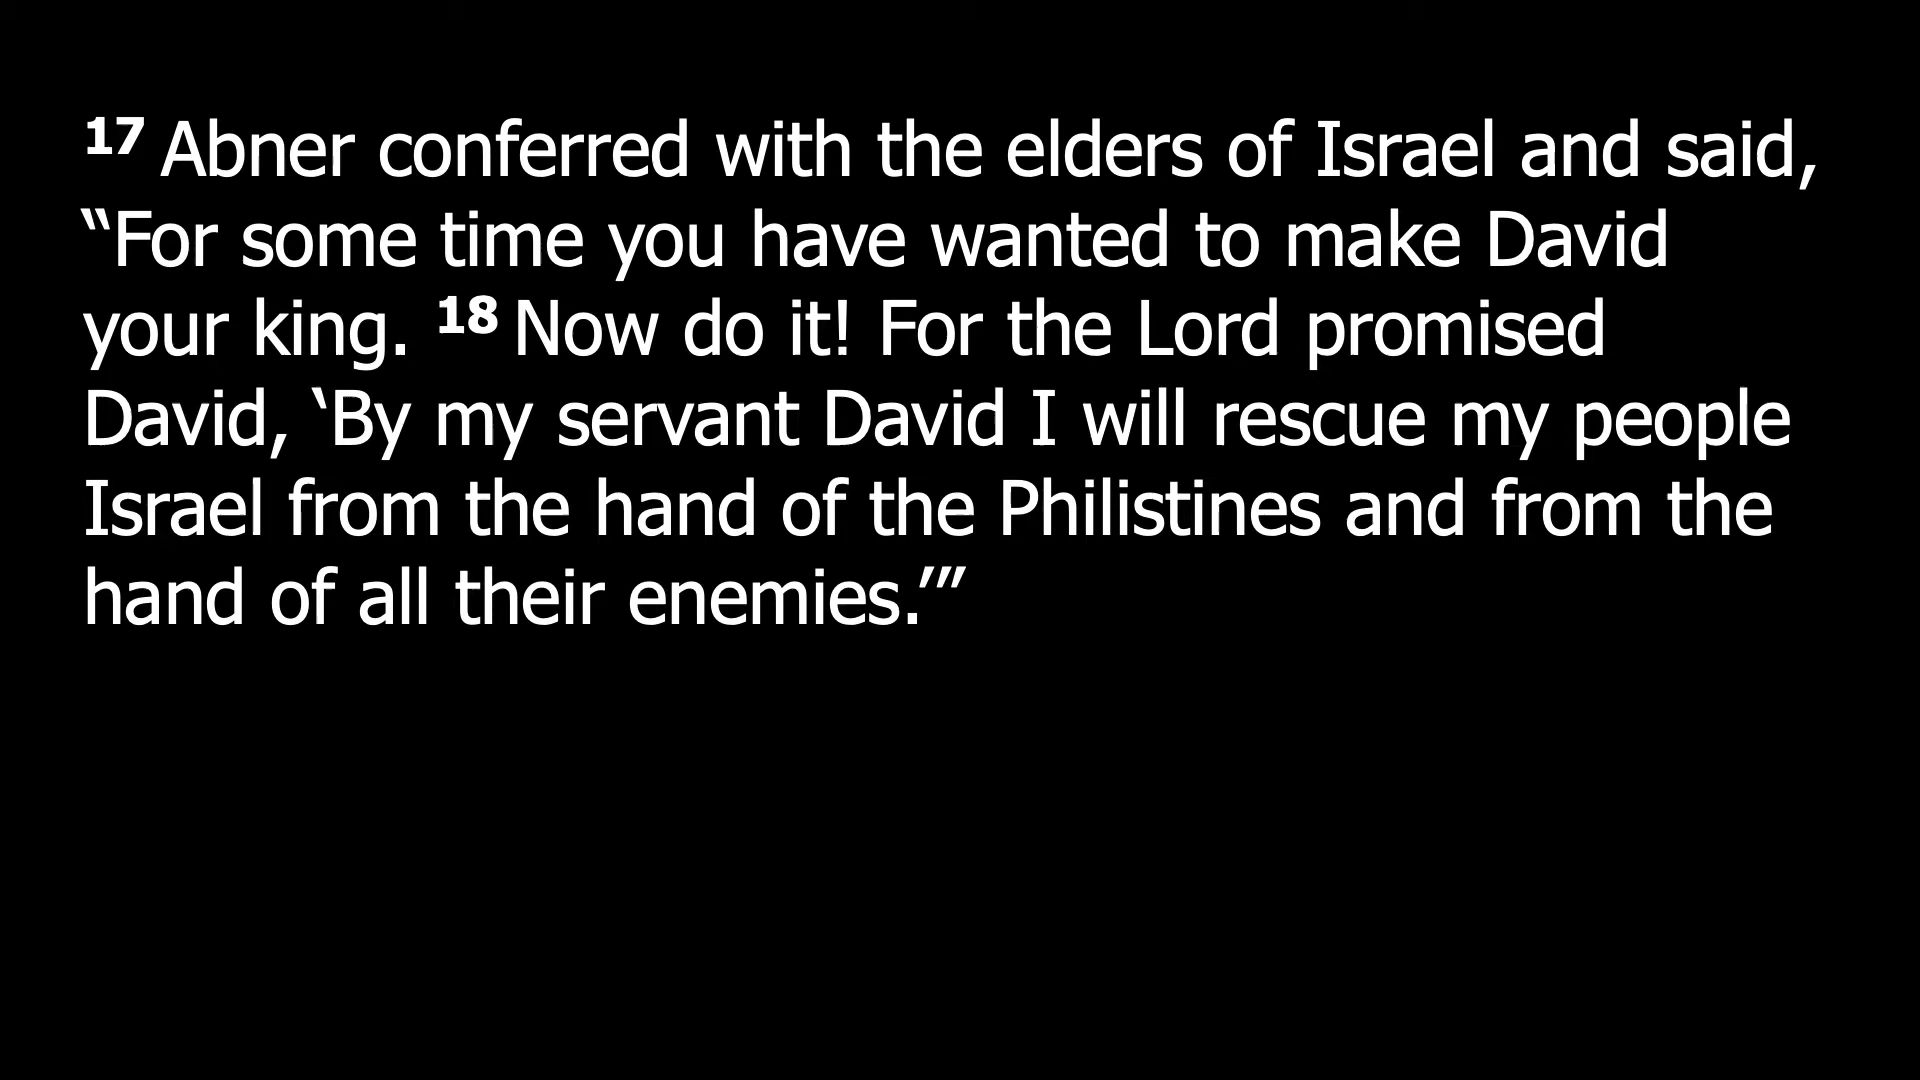 17 Abner conferred with the elders of Israel and said,
“For some time you have wanted to make David
your king. 18 Now do it! For the Lord promised
David, ‘By my servant David I will rescue my people
Israel from the hand of the Philistines and from the
hand of all their enemies.’”